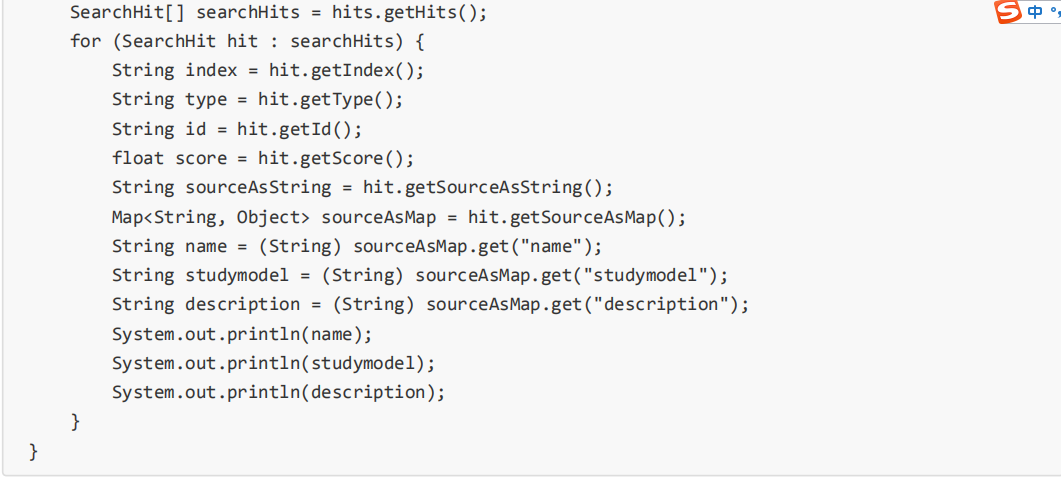 SearchHit[] searchHits = hits.getHits();
for (SearchHit hit : searchHits) {
String index = hit.getIndex();
String type = hit.getType();
String id = hit.getId();
float score = hit.getScore();
String sourceAsString = hit.getSourceAsString();
Map<String, Object> sourceAsMap = hit.getSourceAsMap();
String name = (String) sourceAsMap.get("name");
String studymodel = (String) sourceAsMap.get("studymodel");
String description = (String) sourceAsMap.get("description");
System.out.println(name);
System.out.println(studymodel);
System.out.println(description);
}
}
S 中 °,